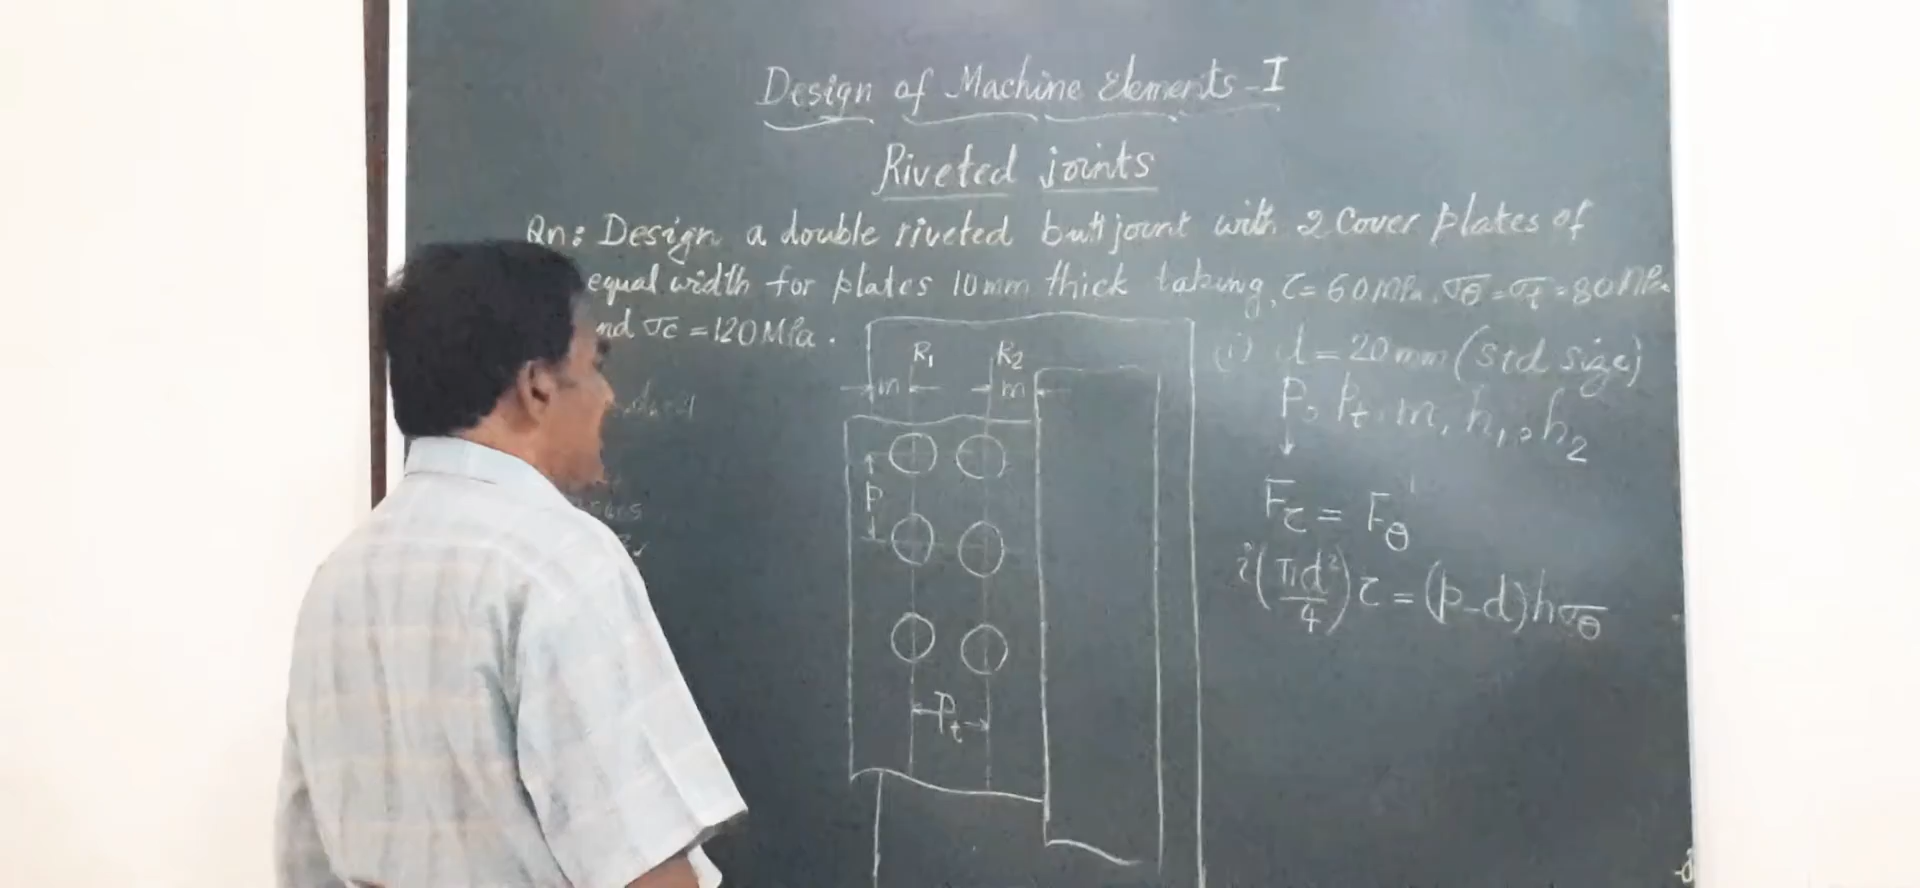 Design of Machine Elements-I
Riveted joints
Qn: Design a double riveted butt joint with 2 cover plates of
equal width for plates 10mm thick taking, τ = 60 MPa, σθ = σt = 80 MPa
nd σc = 120 MPa.
(i) d = 20 mm (std size)
P, Pt, m, h1, h2
↓
Fτ = Fθ
i(πd²/4)τ = (p-d)hσθ
R1 R2
m m
P
Pt